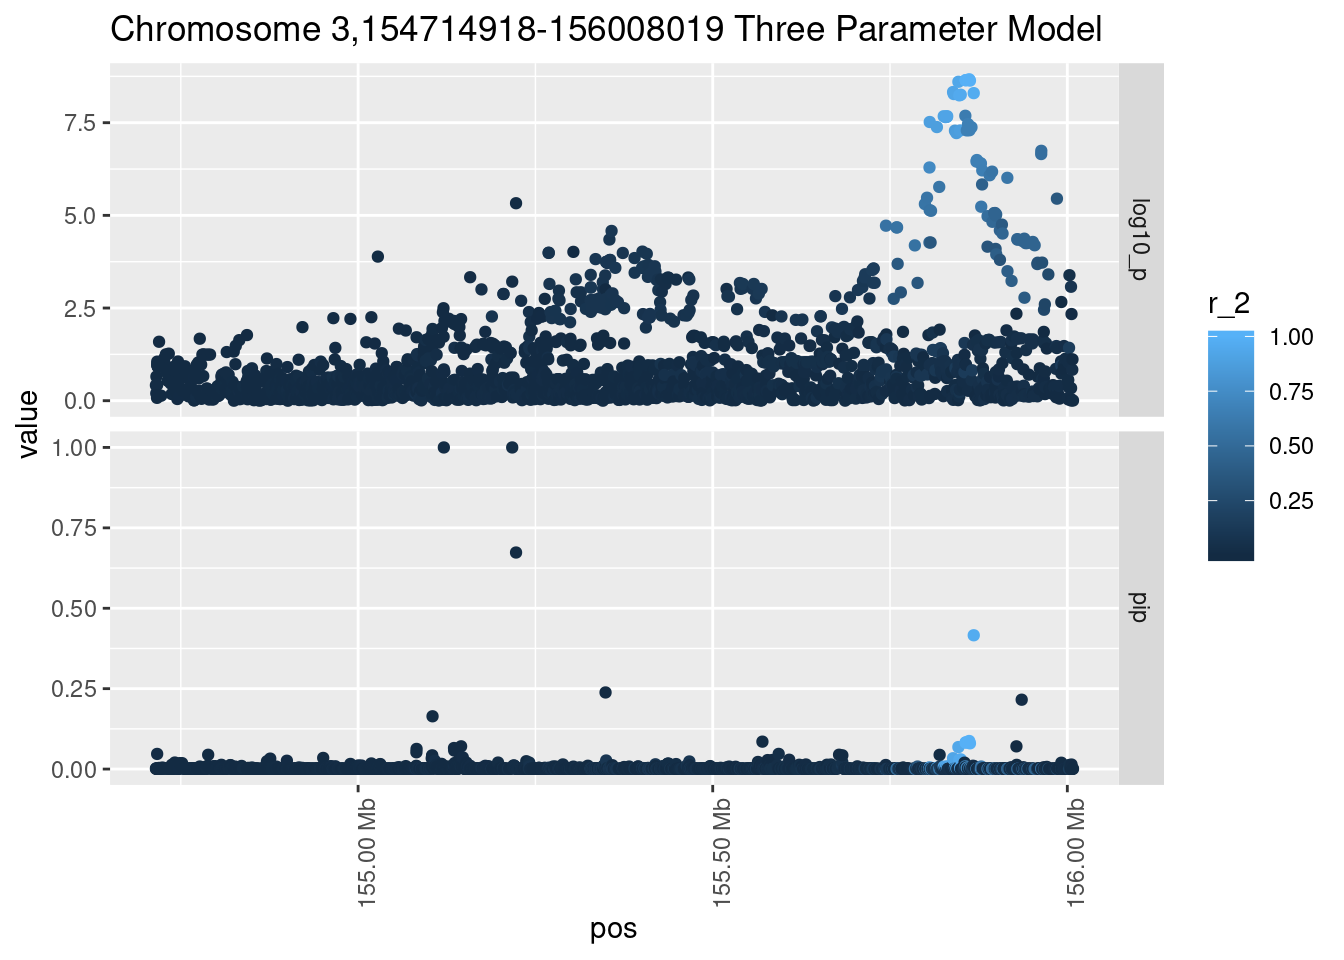 Chromosome 3,154714918-156008019 Three Parameter Model
value
7.5
5.0
2.5
0.0
log10_p
1.00
0.75
0.50
0.25
0.00
pip
155.00 Mb
155.50 Mb
156.00 Mb
pos
r_2
1.00
0.75
0.50
0.25